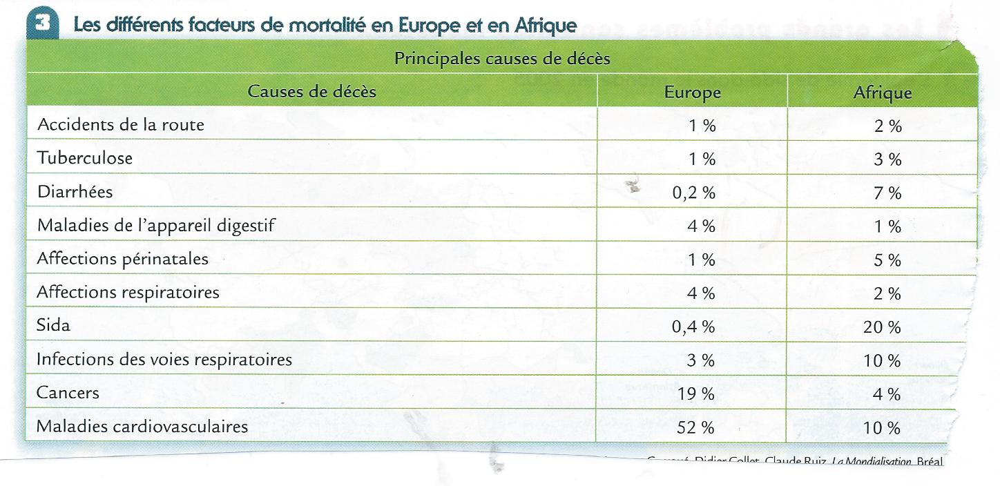 3 Les différents facteurs de mortalité en Europe et en Afrique
Principales causes de décès
Causes de décès Europe Afrique
Accidents de la route 1 % 2 %
Tuberculose 1 % 3 %
Diarrhées 0,2 % 7 %
Maladies de l'appareil digestif 4 % 1 %
Affections périnatales 1 % 5 %
Affections respiratoires 4 % 2 %
Sida 0,4 % 20 %
Infections des voies respiratoires 3 % 10 %
Cancers 19 % 4 %
Maladies cardiovasculaires 52 % 10 %
Didier Collet, Claude Ruiz, La Mondialisation, Bréal